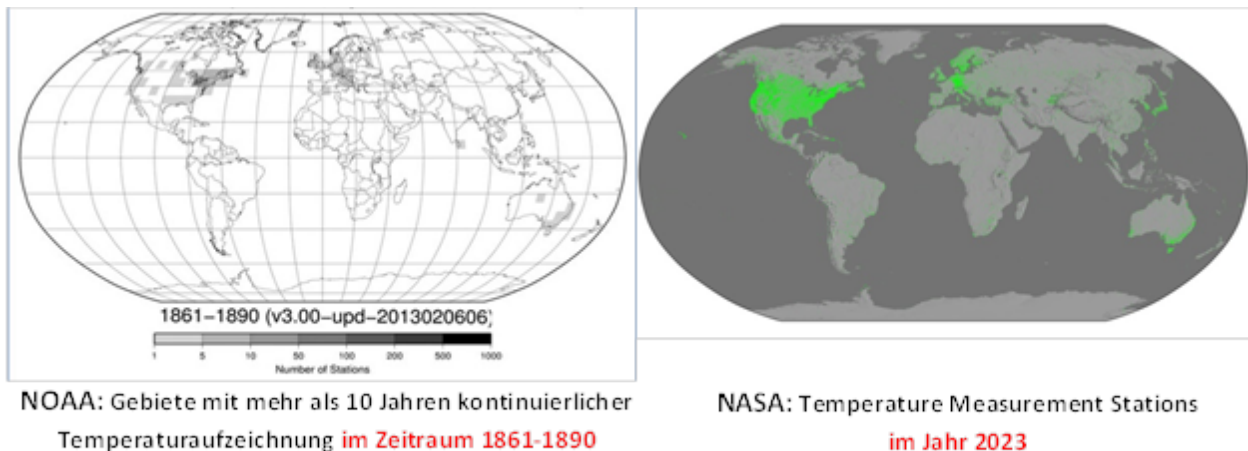 1861−1890 (v3.00−upd−2013020606)
1 5 10 50 100 200 500 1000
Number of Stations
NOAA: Gebiete mit mehr als 10 Jahren kontinuierlicher
Temperaturaufzeichnung im Zeitraum 1861-1890
NASA: Temperature Measurement Stations
im Jahr 2023